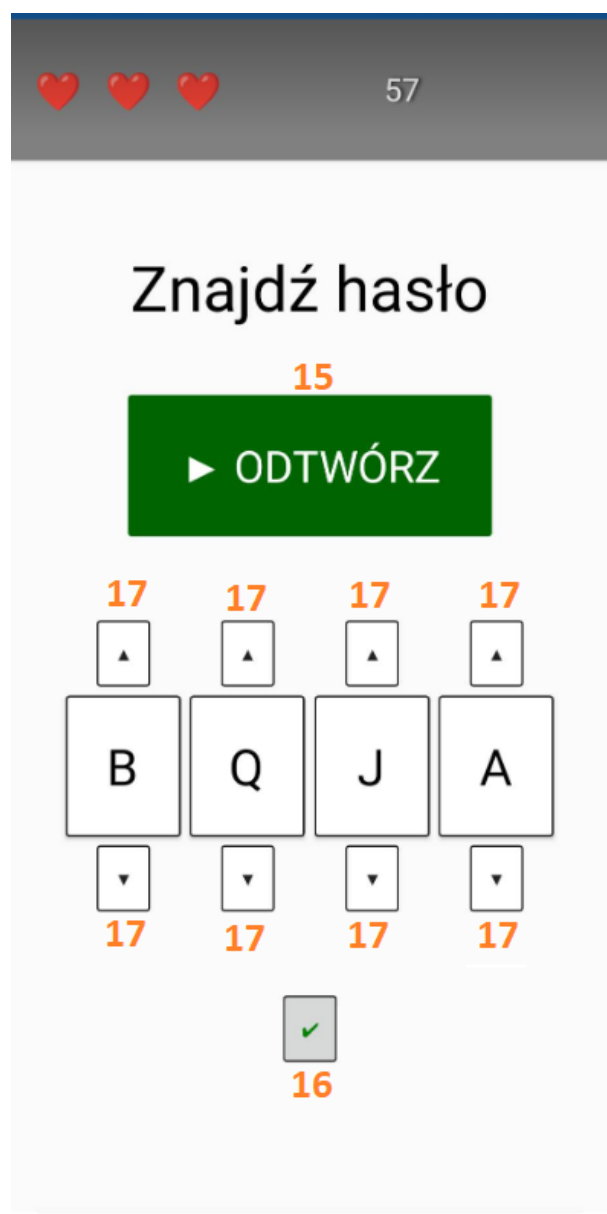 ❤️ ❤️ ❤️ 57
Znajdź hasło
15
► ODTWÓRZ
17 17 17 17
▲ ▲ ▲ ▲
B Q J A
▼ ▼ ▼ ▼
17 17 17 17
✔
16